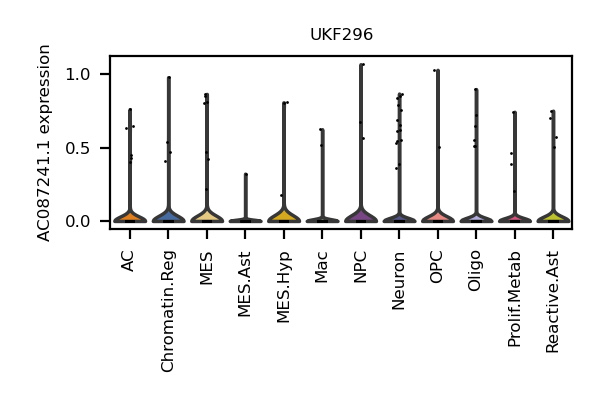 UKF296
AC087241.1 expression
1.0
0.5
0.0
AC
Chromatin.Reg
MES
MES.Ast
MES.Hyp
Mac
NPC
Neuron
OPC
Oligo
Prolif.Metab
Reactive.Ast